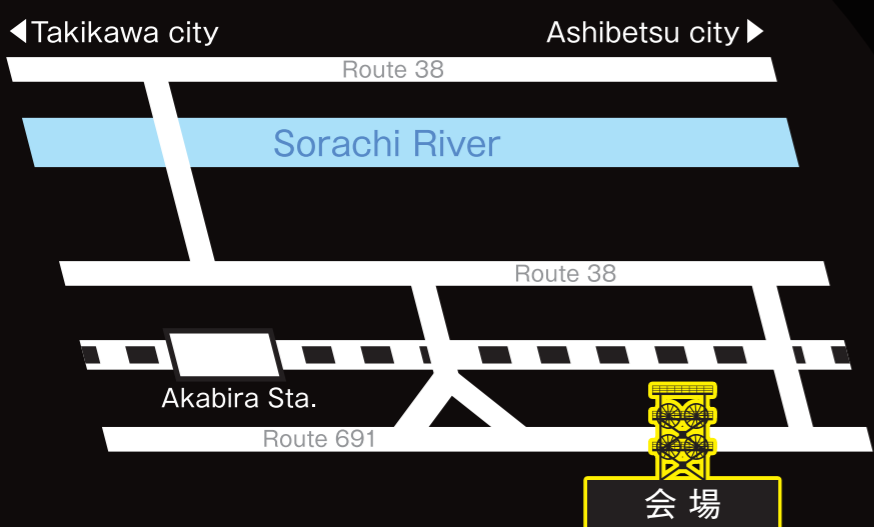 ◀Takikawa city
Ashibetsu city▶
Route 38
Sorachi River
Route 38
Akabira Sta.
Route 691
会場